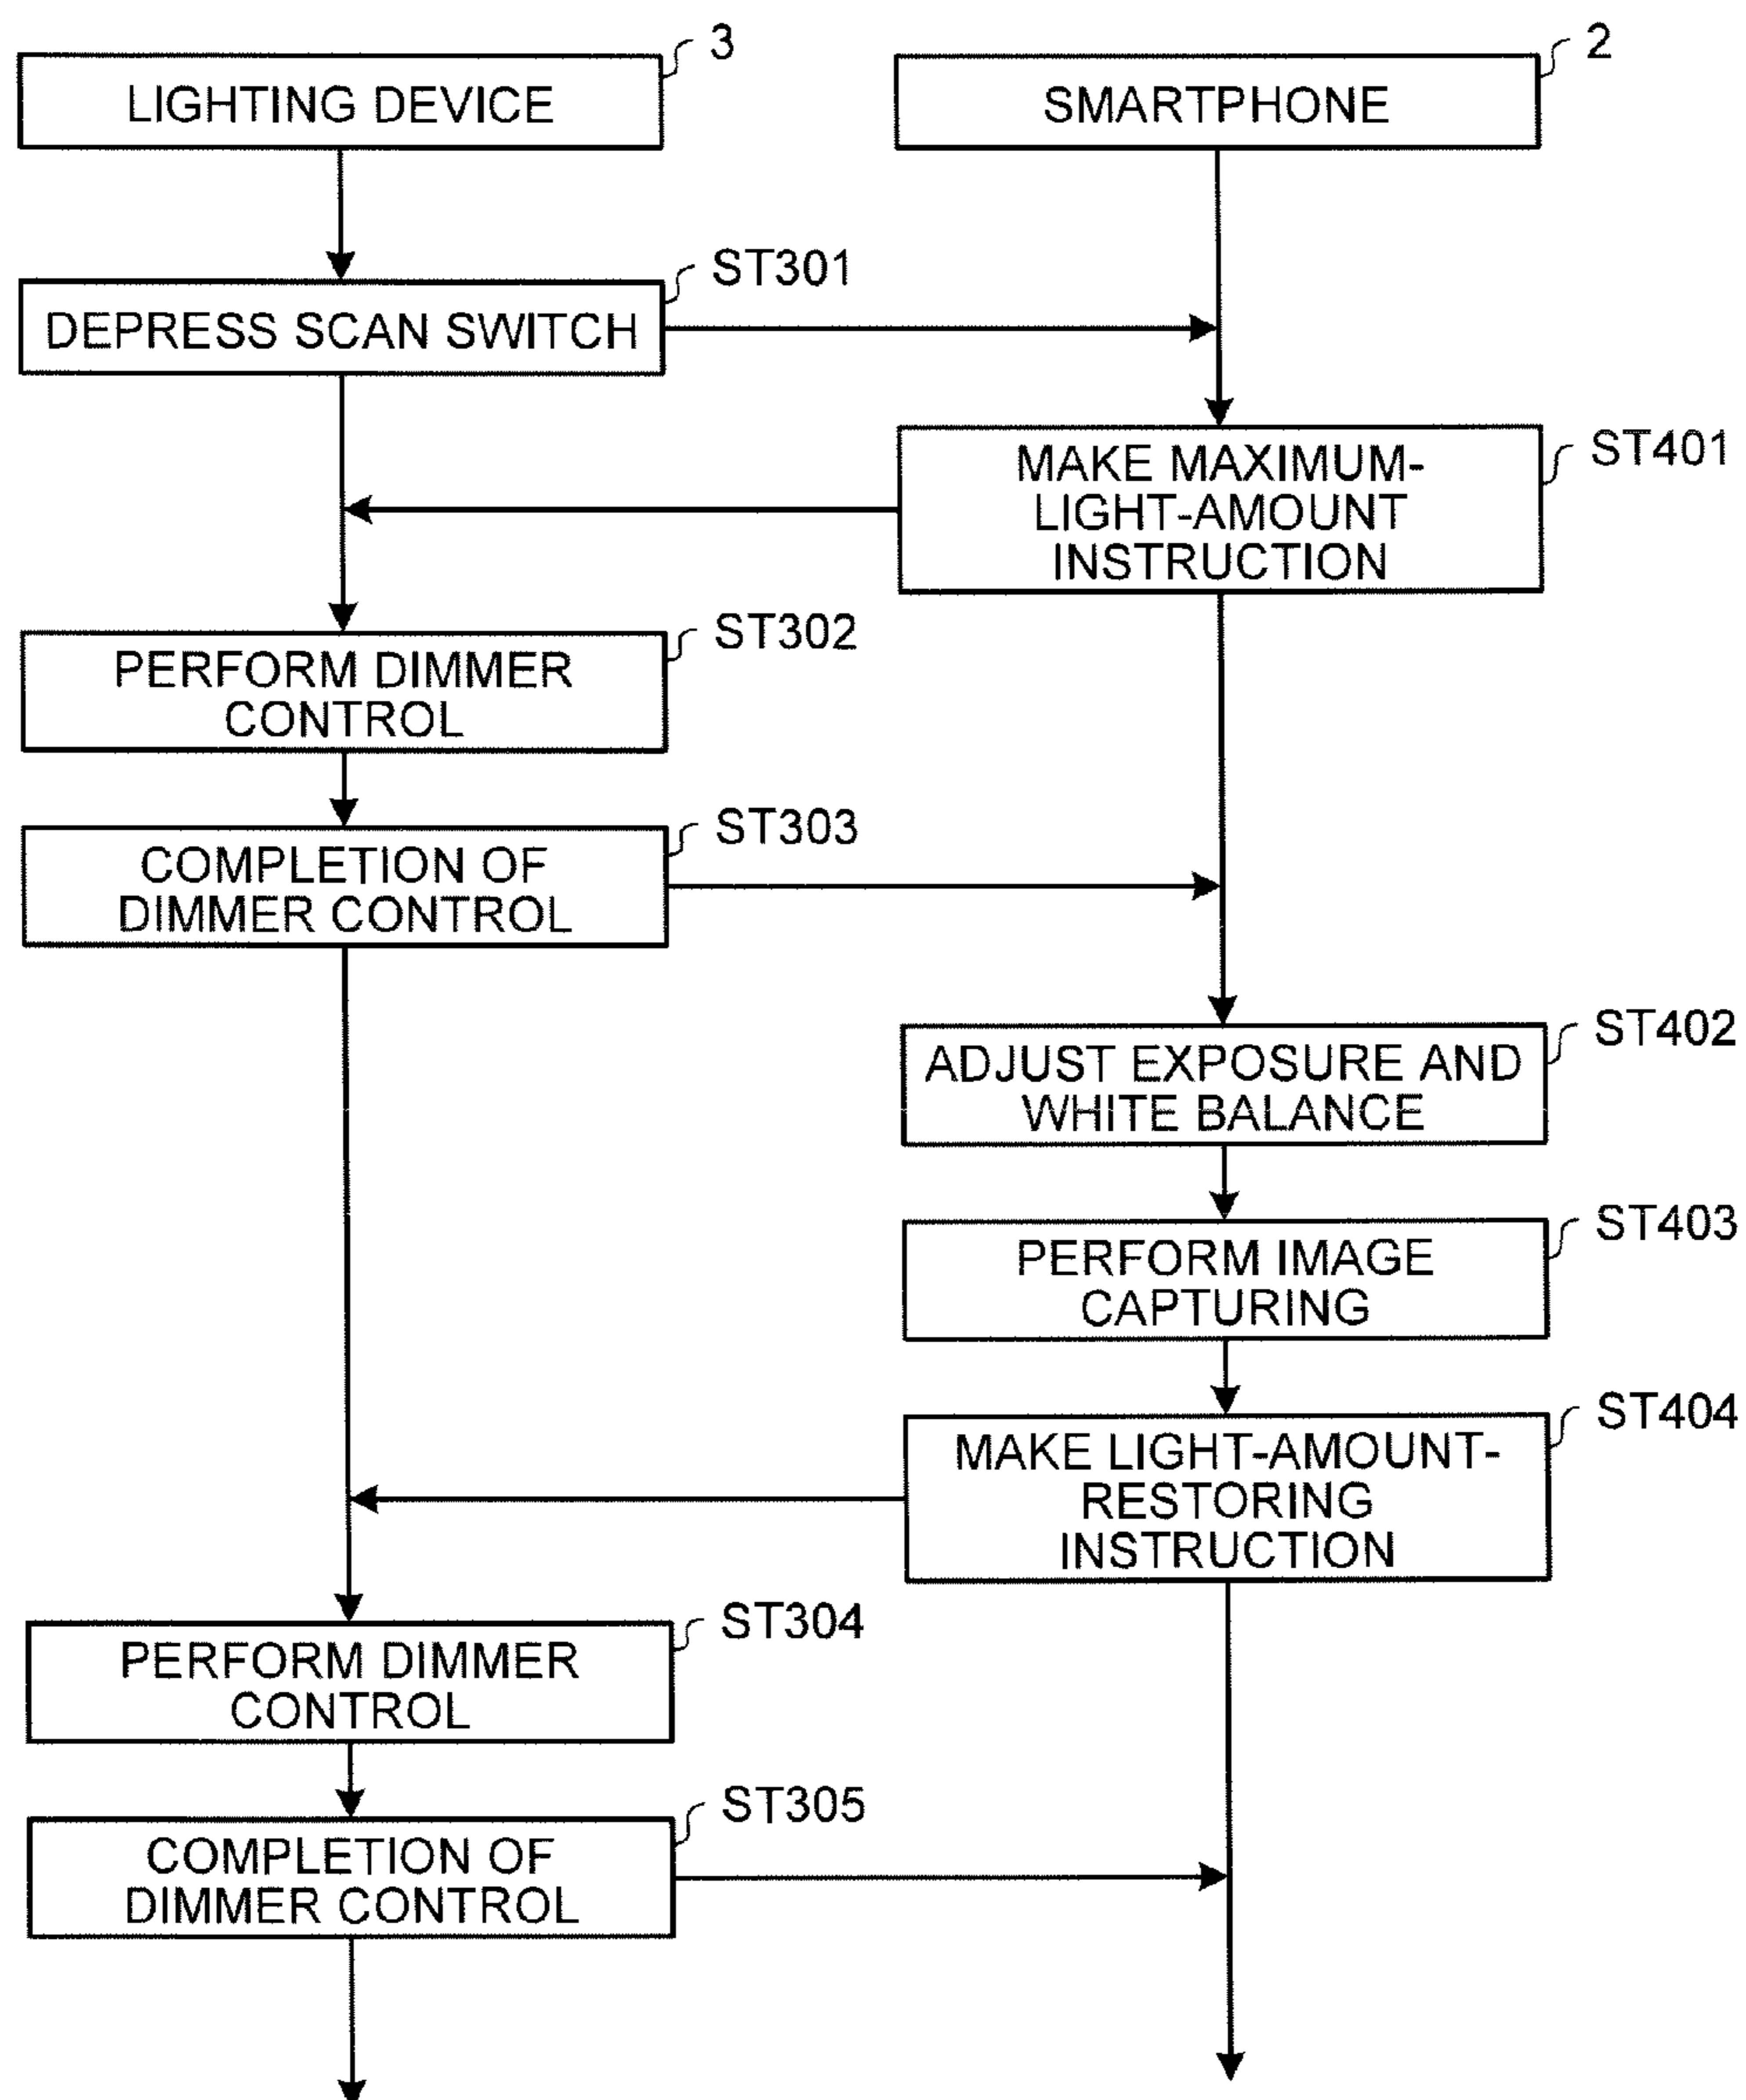 3
LIGHTING DEVICE
2
SMARTPHONE
ST301
DEPRESS SCAN SWITCH
ST401
MAKE MAXIMUM-
LIGHT-AMOUNT
INSTRUCTION
ST302
PERFORM DIMMER
CONTROL
ST303
COMPLETION OF
DIMMER CONTROL
ST402
ADJUST EXPOSURE AND
WHITE BALANCE
ST403
PERFORM IMAGE
CAPTURING
ST404
MAKE LIGHT-AMOUNT-
RESTORING
INSTRUCTION
ST304
PERFORM DIMMER
CONTROL
ST305
COMPLETION OF
DIMMER CONTROL